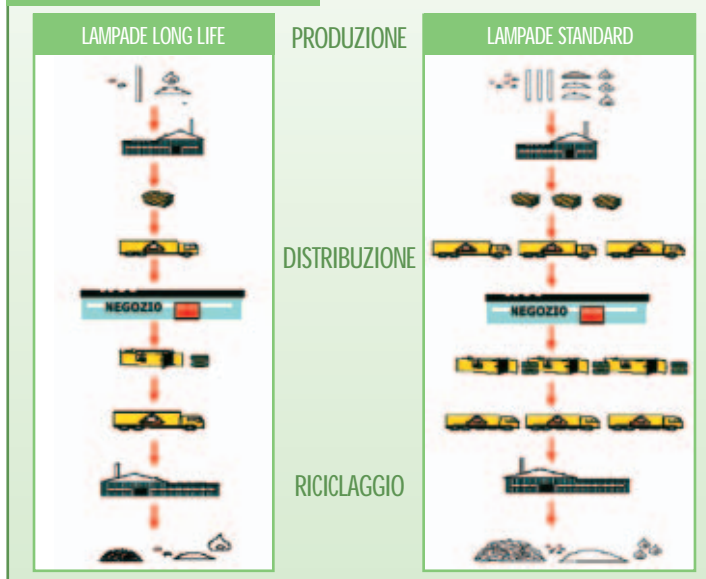 LAMPADE LONG LIFE
PRODUZIONE
LAMPADE STANDARD
DISTRIBUZIONE
NEGOZIO
NEGOZIO
RICICLAGGIO